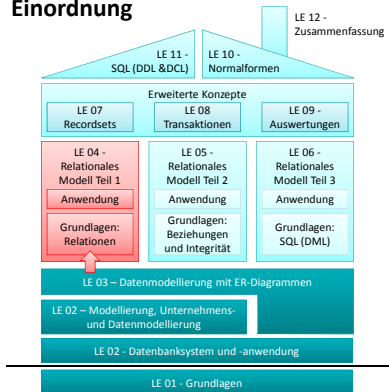 Einordnung
LE 12 -
Zusammenfassung
LE 11 -
SQL (DDL &DCL)
LE 10 -
Normalformen
Erweiterte Konzepte
LE 07
Recordsets
LE 08
Transaktionen
LE 09 -
Auswertungen
LE 04 -
Relationales
Modell Teil 1
Anwendung
Grundlagen:
Relationen
LE 05 -
Relationales
Modell Teil 2
Anwendung
Grundlagen:
Beziehungen
und Integrität
LE 06 -
Relationales
Modell Teil 3
Anwendung
Grundlagen:
SQL (DML)
LE 03 – Datenmodellierung mit ER-Diagrammen
LE 02 – Modellierung, Unternehmens-
und Datenmodellierung
LE 02 - Datenbanksystem und -anwendung
LE 01 - Grundlagen